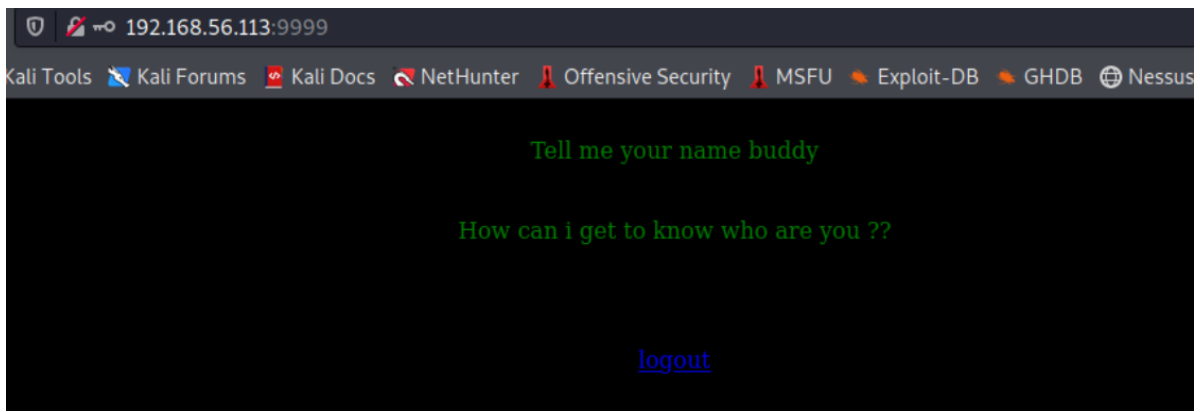 192.168.56.113:9999
Kali Tools Kali Forums Kali Docs NetHunter Offensive Security MSFU Exploit-DB GHDB Nessus
Tell me your name buddy
How can i get to know who are you ??
logout